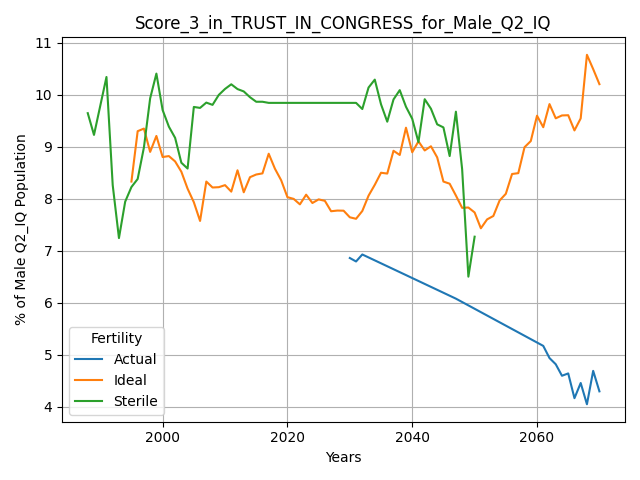 Score_3_in_TRUST_IN_CONGRESS_for_Male_Q2_IQ
% of Male Q2_IQ Population
11
10
9
8
7
6
5
4
Fertility
Actual
Ideal
Sterile
2000
2020
2040
2060
Years